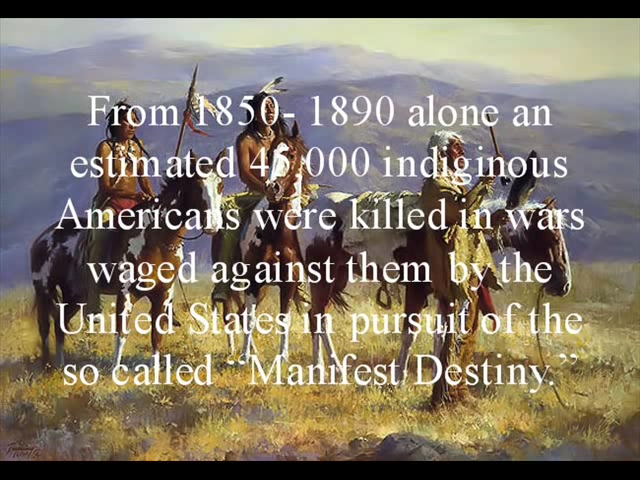 From 1850- 1890 alone an
estimated 45,000 indiginous
Americans were killed in wars
waged against them by the
United States in pursuit of the
so called “Manifest Destiny.”